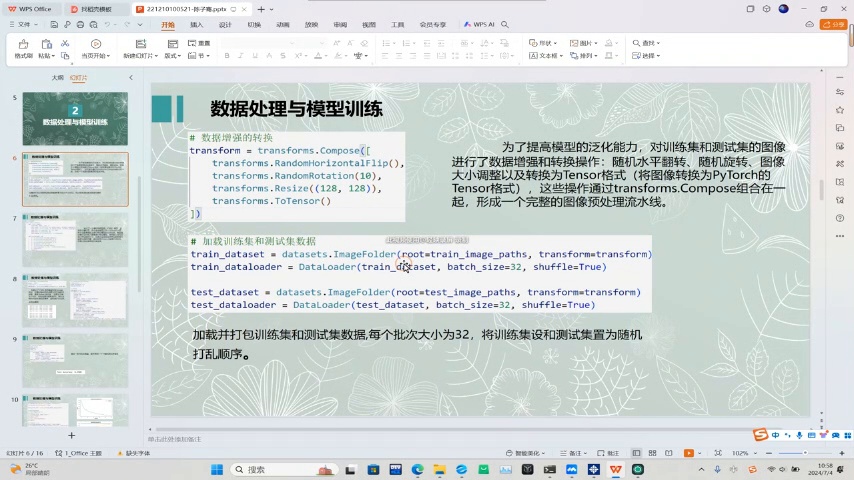 WPS Office
找稻壳模板
文件
开始
插入
设计
切换
动画
放映
审阅
视图
工具
会员专享
WPS AI
分享
格式刷
粘贴
当页开始
新建幻灯片
版式
重置
节
形状
图片
文本框
排列
查找
选择
大纲
幻灯片
5
2
数据处理与模型训练
6
7
8
9
10
数据处理与模型训练
# 数据增强的转换
transform = transforms.Compose([
transforms.RandomHorizontalFlip(),
transforms.RandomRotation(10),
transforms.Resize((128, 128)),
transforms.ToTensor()
])
为了提高模型的泛化能力，对训练集和测试集的图像
进行了数据增强和转换操作：随机水平翻转、随机旋转、图像
大小调整以及转换为Tensor格式（将图像转换为PyTorch的
Tensor格式），这些操作通过transforms.Compose组合在一
起，形成一个完整的图像预处理流水线。
# 加载训练集和测试集数据
train_dataset = datasets.ImageFolder(root=train_image_paths, transform=transform)
train_dataloader = DataLoader(train_dataset, batch_size=32, shuffle=True)
test_dataset = datasets.ImageFolder(root=test_image_paths, transform=transform)
test_dataloader = DataLoader(test_dataset, batch_size=32, shuffle=True)
加载并打包训练集和测试集数据,每个批次大小为32，将训练集设和测试集置为随机
打乱顺序。
单击此处添加备注
幻灯片 6 / 16
1_Office 主题
缺失字体
智能美化
备注
批注
102%
26°C
搜索
中
10:58
2024/7/4